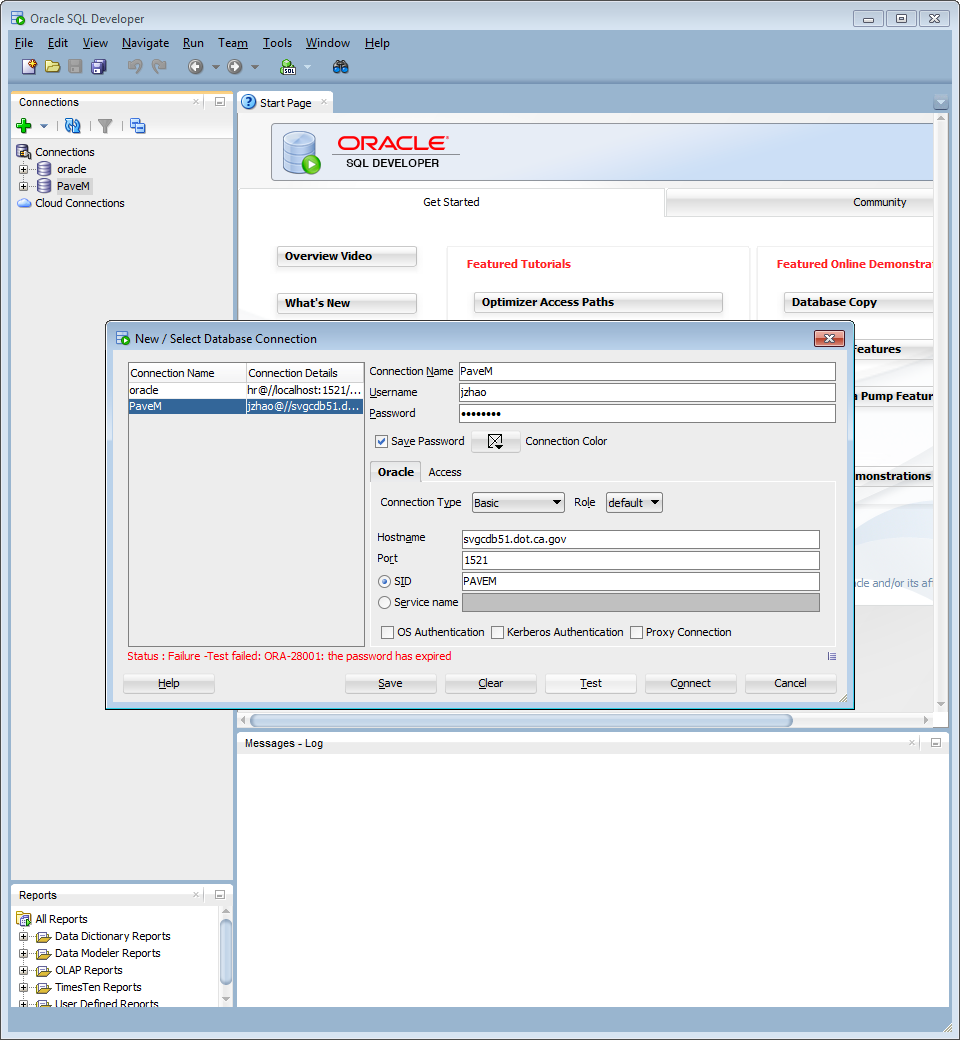 Oracle SQL Developer
File Edit View Navigate Run Team Tools Window Help
SQL
Connections
Start Page
Connections
oracle
PaveM
Cloud Connections
ORACLE
SQL DEVELOPER
Get Started
Community
Overview Video
What's New
Featured Tutorials
Optimizer Access Paths
Featured Online Demonstra
Database Copy
Features
Pump Featur
monstrations
cle and/or its aff
New / Select Database Connection
Connection Name Connection Details
oracle hr@//localhost:1521/...
PaveM jzhao@//svgcdb51.d...
Connection Name PaveM
Username jzhao
Password ••••••••
Save Password Connection Color
Oracle Access
Connection Type Basic Role default
Hostname svgcdb51.dot.ca.gov
Port 1521
SID PAVEM
Service name
OS Authentication Kerberos Authentication Proxy Connection
Status : Failure -Test failed: ORA-28001: the password has expired
Help Save Clear Test Connect Cancel
Messages - Log
Reports
All Reports
Data Dictionary Reports
Data Modeler Reports
OLAP Reports
TimesTen Reports
User Defined Reports